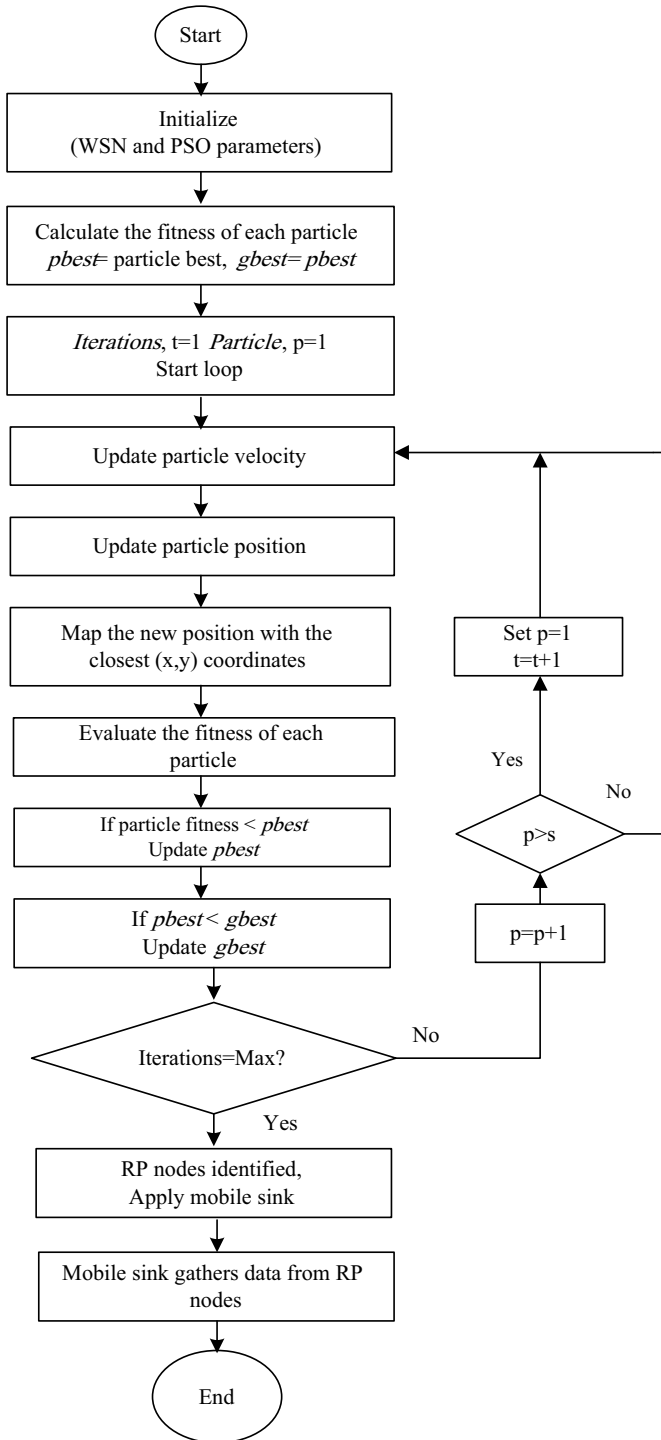 Start
Initialize
(WSN and PSO parameters)
Calculate the fitness of each particle
pbest= particle best, gbest= pbest
Iterations, t=1 Particle, p=1
Start loop
Update particle velocity
Update particle position
Map the new position with the
closest (x,y) coordinates
Evaluate the fitness of each
particle
If particle fitness < pbest
Update pbest
If pbest< gbest
Update gbest
Iterations=Max?
No
Yes
p=p+1
p>s
Yes
No
Set p=1
t=t+1
RP nodes identified,
Apply mobile sink
Mobile sink gathers data from RP
nodes
End